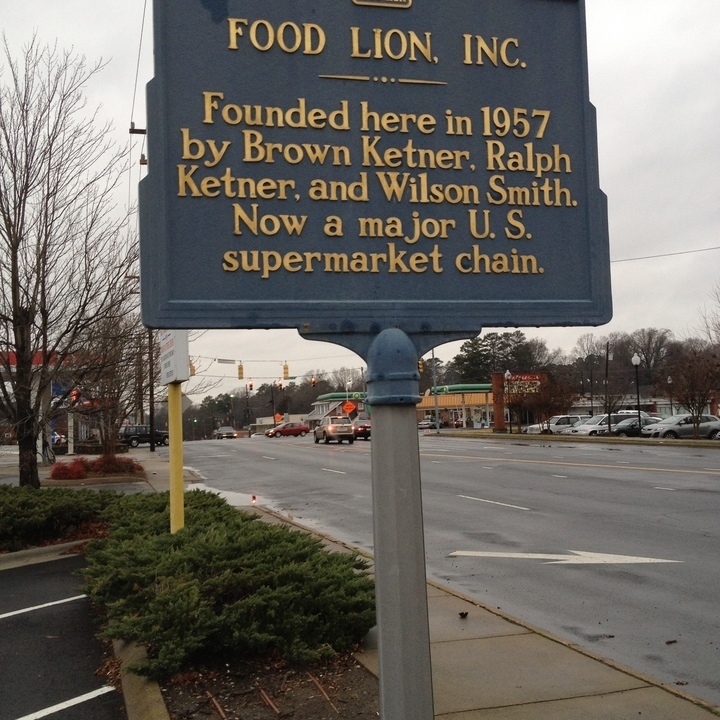 FOOD LION, INC.
Founded here in 1957
by Brown Ketner, Ralph
Ketner, and Wilson Smith.
Now a major U. S.
supermarket chain.